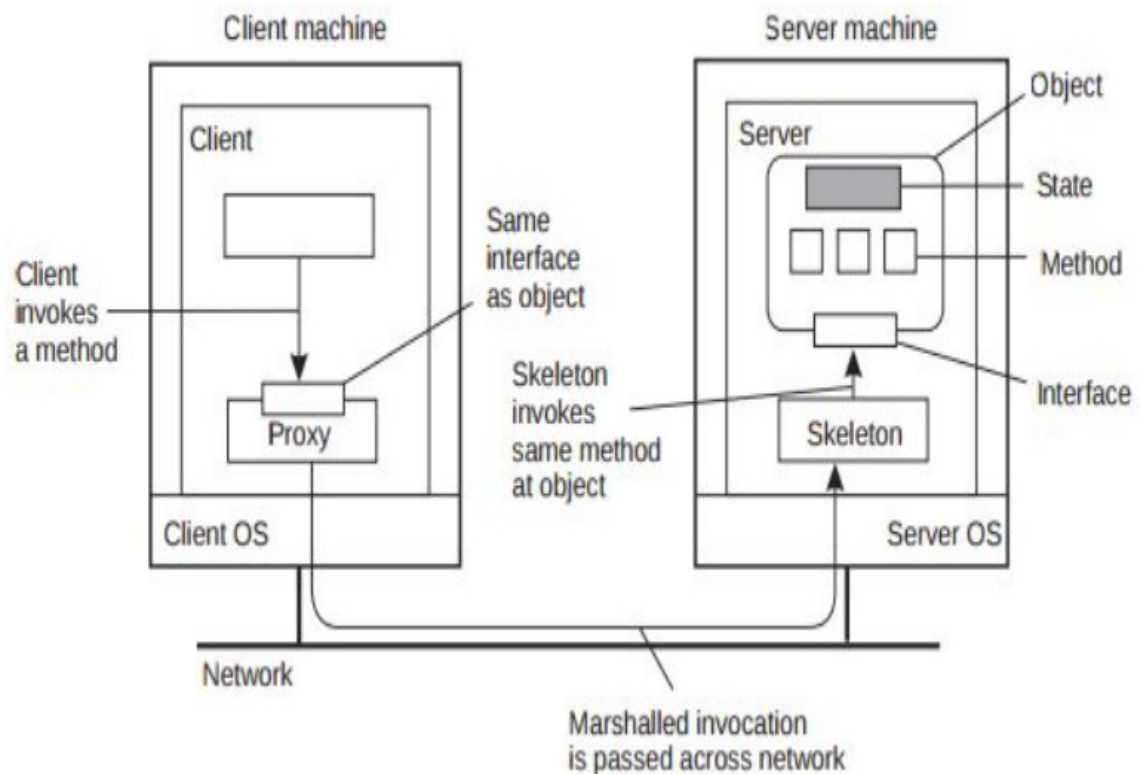 Client machine
Server machine
Object
Client
Server
State
Same
interface
as object
Client
invokes
a method
Method
Skeleton
invokes
same method
at object
Interface
Proxy
Skeleton
Client OS
Server OS
Network
Marshalled invocation
is passed across network